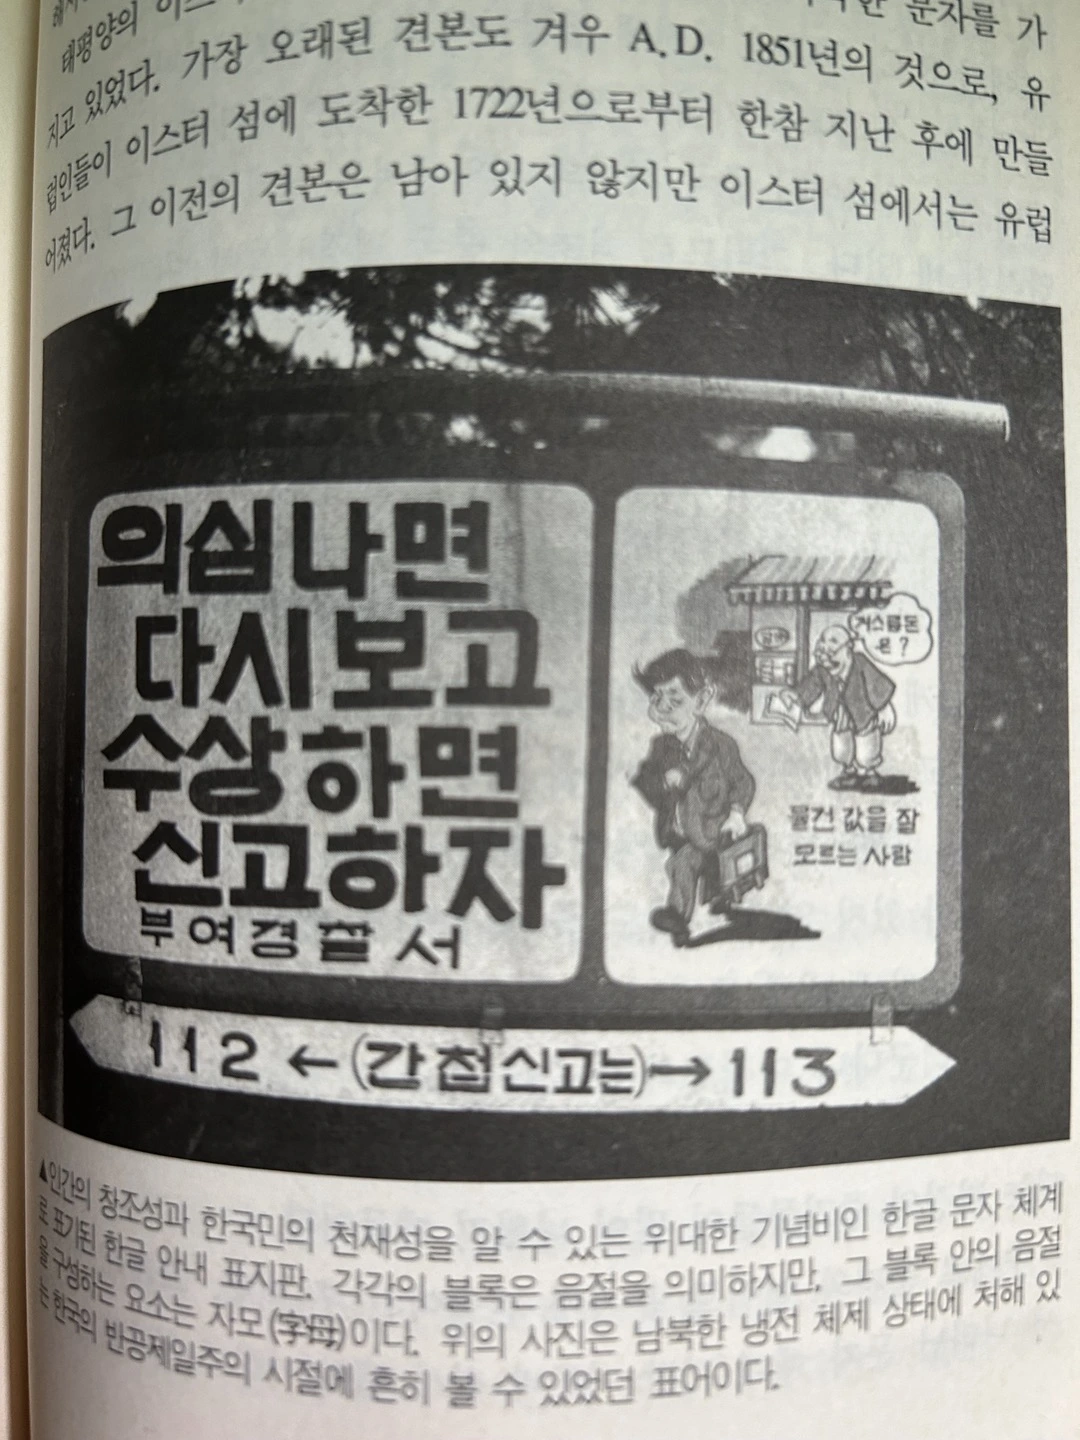 태평양의 이스
한 문자를 가
지고 있었다. 가장 오래된 견본도 겨우 A.D. 1851년의 것으로, 유
럽인들이 이스터 섬에 도착한 1722년으로부터 한참 지난 후에 만들
어졌다. 그 이전의 견본은 남아 있지 않지만 이스터 섬에서는 유럽
의심나면
다시보고
수상하면
신고하자
부여경찰서
거스름돈
은?
물건 값을 잘
모르는 사람
112 ←(간첩신고는)→ 113
▲인간의 창조성과 한국민의 천재성을 알 수 있는 위대한 기념비인 한글 문자 체계
로 표기된 한글 안내 표지판. 각각의 블록은 음절을 의미하지만, 그 블록 안의 음절
을 구성하는 요소는 자모(字母)이다. 위의 사진은 남북한 냉전 체제 상태에 처해 있
는 한국의 반공제일주의 시절에 흔히 볼 수 있었던 표어이다.